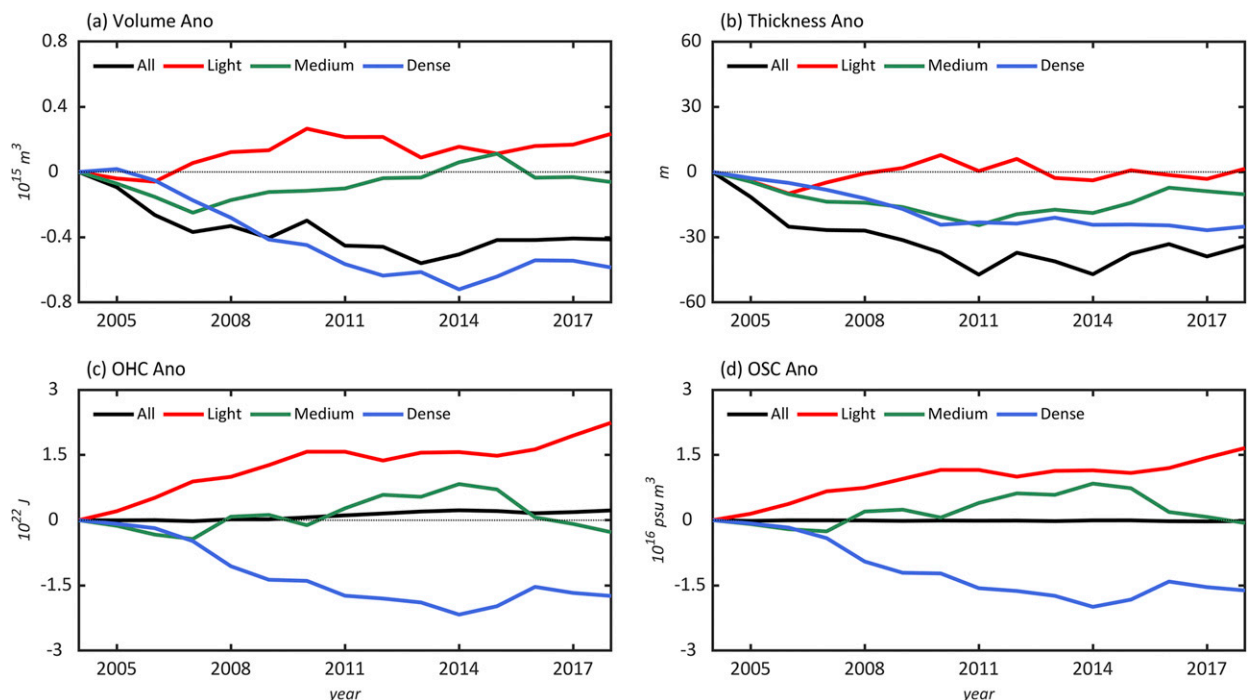 (a) Volume Ano
0.8
0.4
0
-0.4
-0.8
10^15 m^3
All Light Medium Dense
2005 2008 2011 2014 2017
(b) Thickness Ano
60
30
0
-30
-60
m
All Light Medium Dense
2005 2008 2011 2014 2017
(c) OHC Ano
3
1.5
0
-1.5
-3
10^22 J
All Light Medium Dense
2005 2008 2011 2014 2017
year
(d) OSC Ano
3
1.5
0
-1.5
-3
10^16 psu m^3
All Light Medium Dense
2005 2008 2011 2014 2017
year